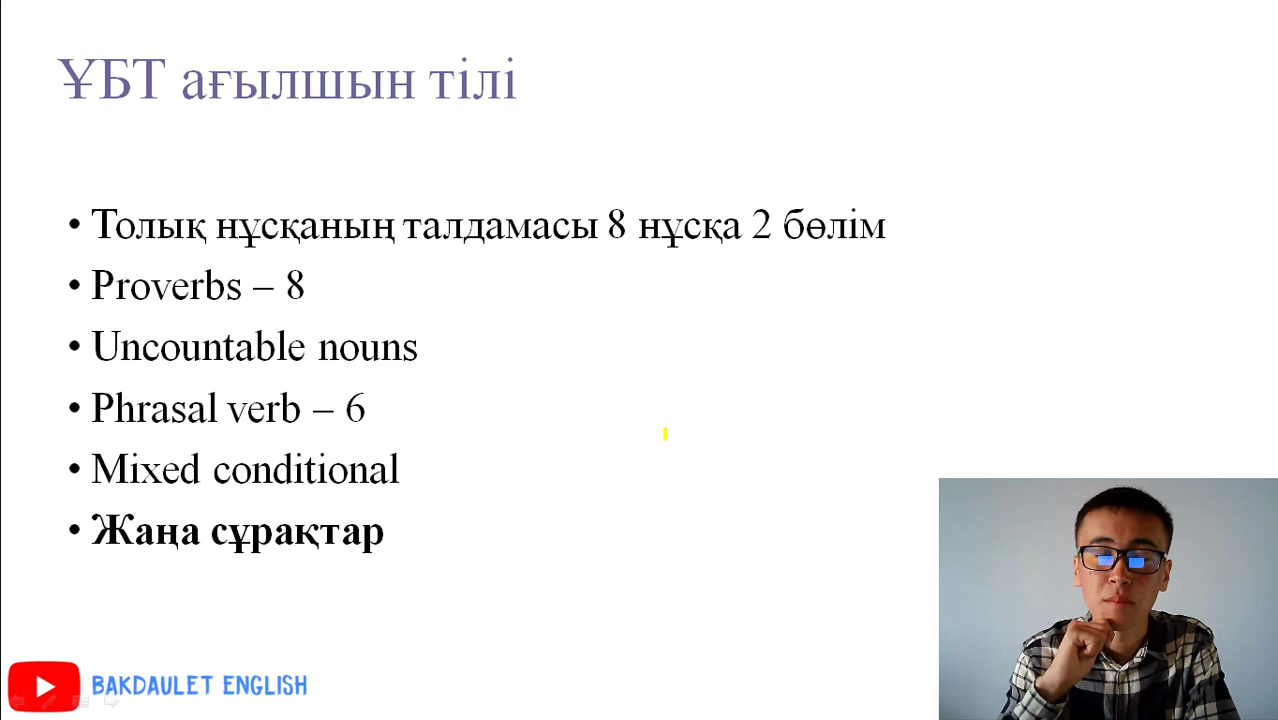 ҰБТ ағылшын тілі
• Толық нұсқаның талдамасы 8 нұсқа 2 бөлім
• Proverbs – 8
• Uncountable nouns
• Phrasal verb – 6
• Mixed conditional
• Жаңа сұрақтар
BAKDAULET ENGLISH